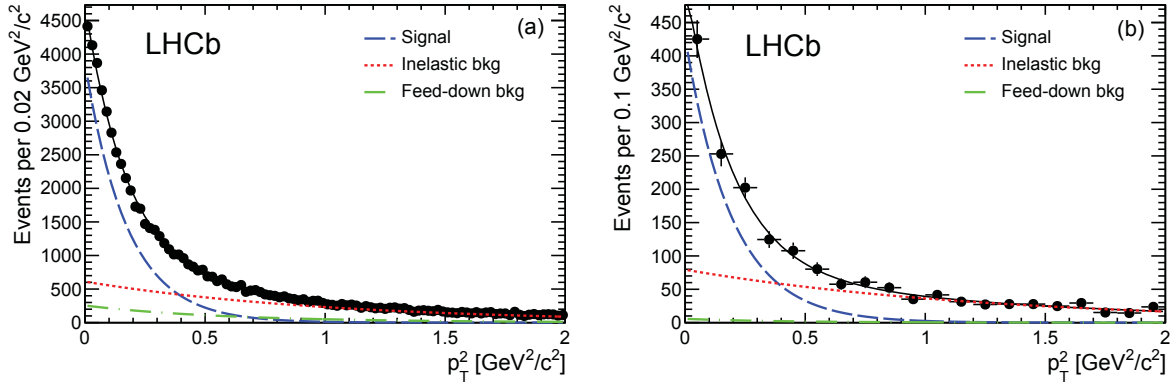 Events per 0.02 GeV²/c²
4500
4000
3500
3000
2500
2000
1500
1000
500
0
LHCb
(a)
Signal
Inelastic bkg
Feed-down bkg
0 0.5 1 1.5 2
p_T² [GeV²/c²]
Events per 0.1 GeV²/c²
450
400
350
300
250
200
150
100
50
0
LHCb
(b)
Signal
Inelastic bkg
Feed-down bkg
0 0.5 1 1.5 2
p_T² [GeV²/c²]